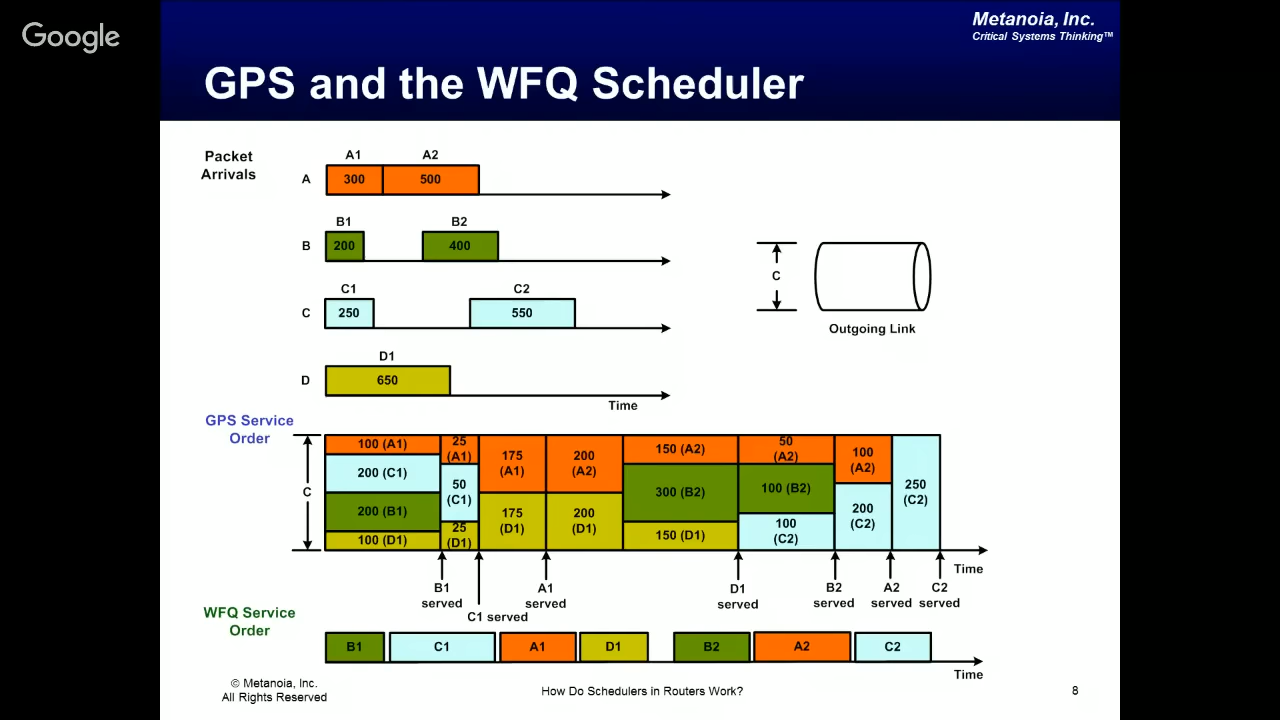 Google
Metanoia, Inc.
Critical Systems Thinking™
GPS and the WFQ Scheduler
Packet
Arrivals
A1 A2
A 300 500
B1 B2
B 200 400
C1 C2
C 250 550
D1
D 650
Time
C
Outgoing Link
GPS Service
Order
C
100 (A1)
200 (C1)
200 (B1)
100 (D1)
25
(A1)
50
(C1)
25
(D1)
175
(A1)
175
(D1)
200
(A2)
200
(D1)
150 (A2)
300 (B2)
150 (D1)
50
(A2)
100 (B2)
100
(C2)
100
(A2)
200
(C2)
250
(C2)
Time
B1
served
C1 served
A1
served
D1
served
B2
served
A2
served
C2
served
WFQ Service
Order
B1 C1 A1 D1 B2 A2 C2
Time
© Metanoia, Inc.
All Rights Reserved
How Do Schedulers in Routers Work?
8